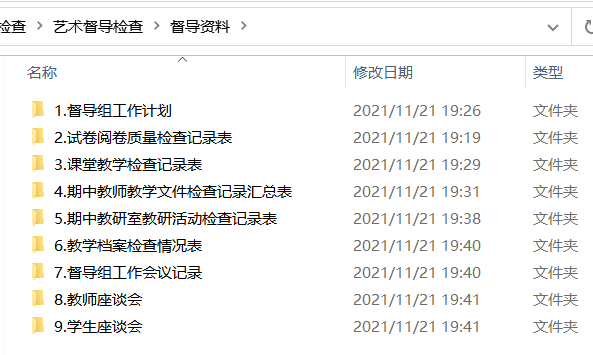 检查 > 艺术督导检查 > 督导资料 >
名称 修改日期 类型
1.督导组工作计划 2021/11/21 19:26 文件夹
2.试卷阅卷质量检查记录表 2021/11/21 19:19 文件夹
3.课堂教学检查记录表 2021/11/21 19:29 文件夹
4.期中教师教学文件检查记录汇总表 2021/11/21 19:31 文件夹
5.期中教研室教研活动检查记录表 2021/11/21 19:38 文件夹
6.教学档案检查情况表 2021/11/21 19:40 文件夹
7.督导组工作会议记录 2021/11/21 19:40 文件夹
8.教师座谈会 2021/11/21 19:41 文件夹
9.学生座谈会 2021/11/21 19:41 文件夹